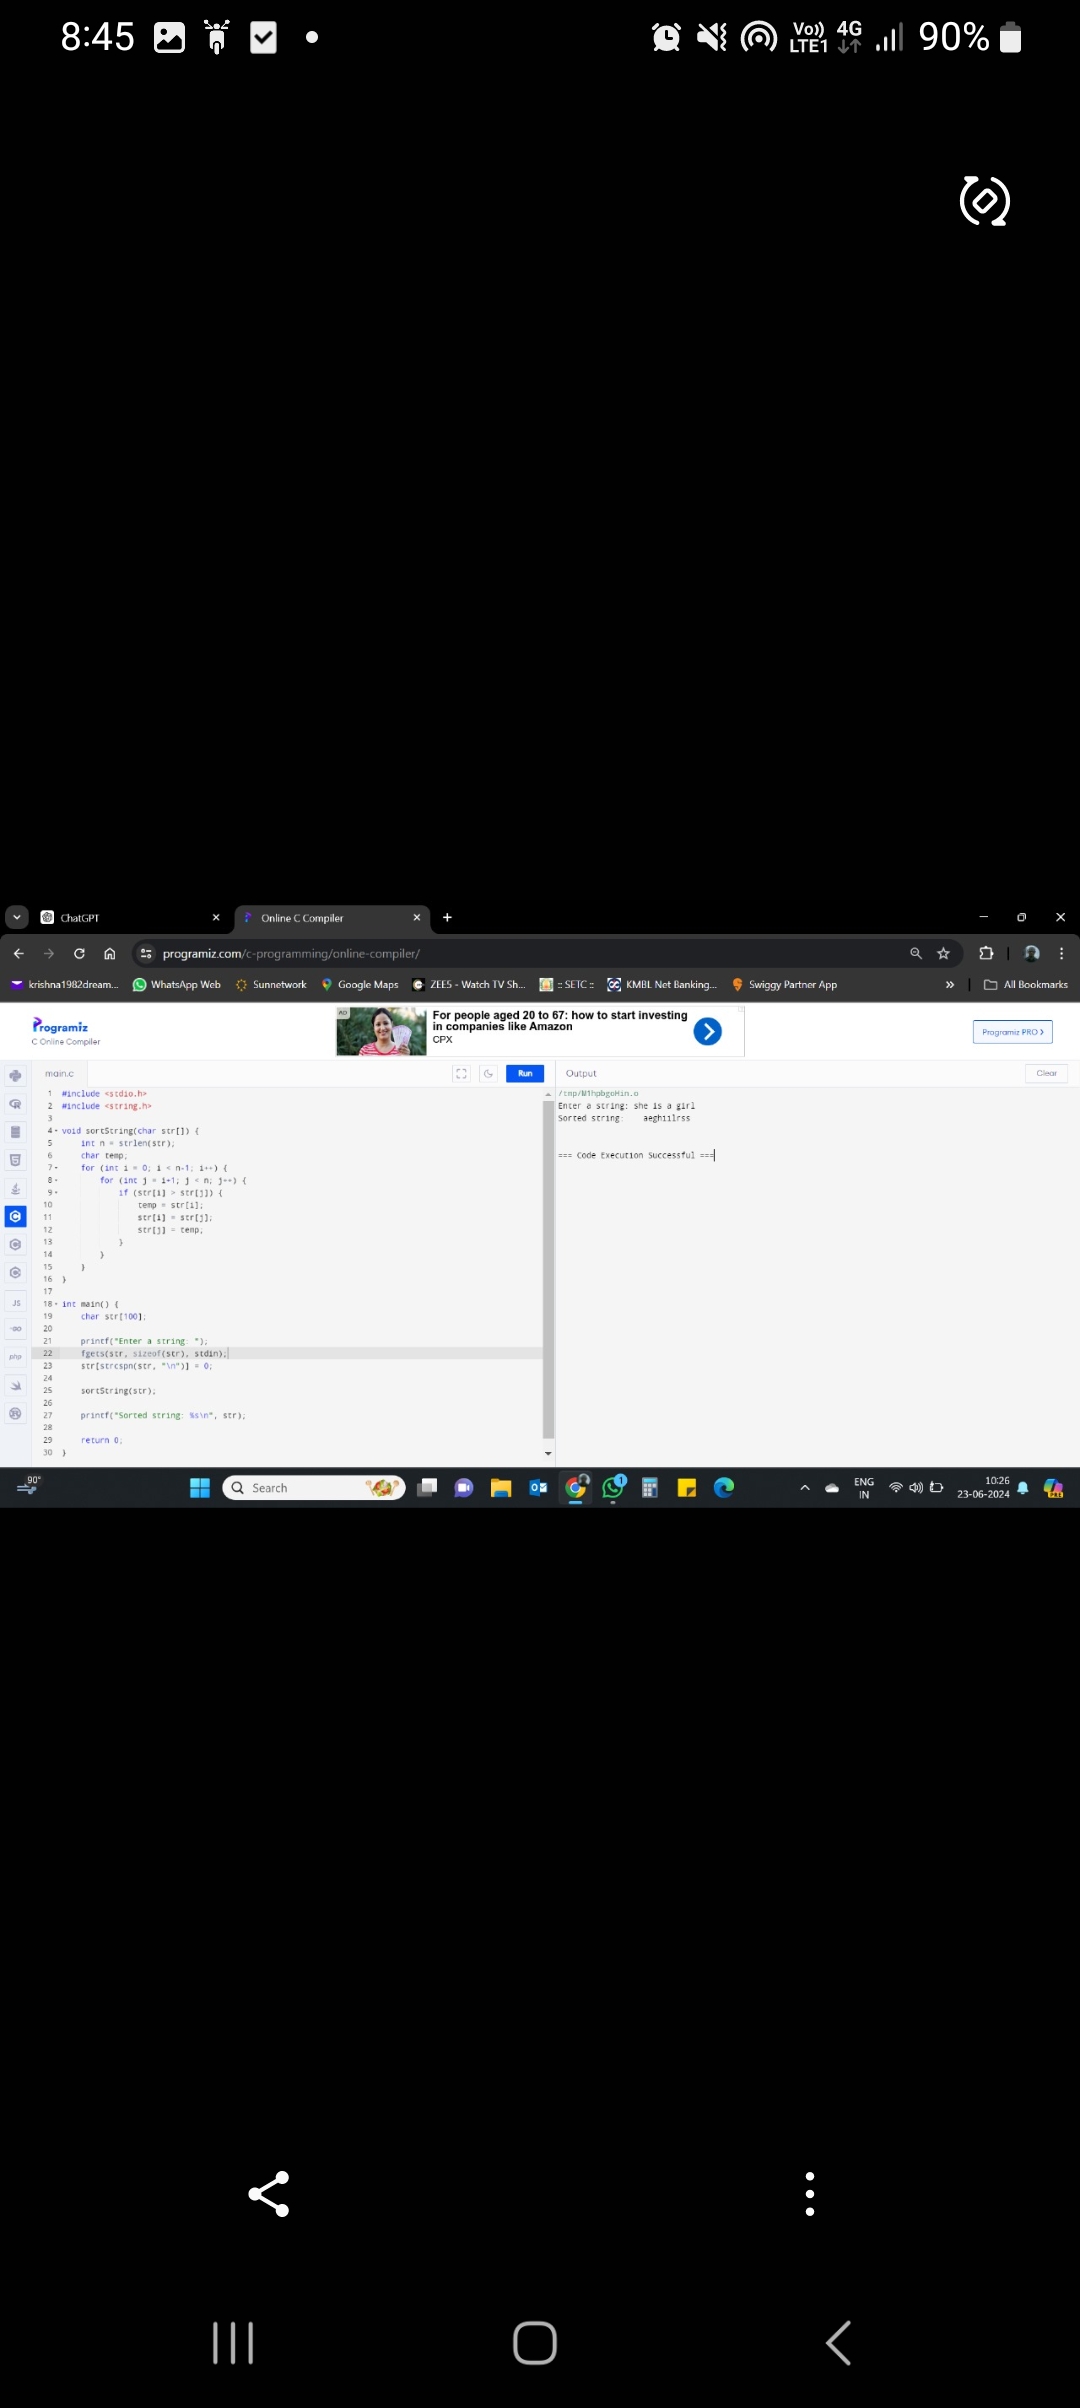 8:45
Vo)) LTE1 4G 90%
ChatGPT
Online C Compiler
programiz.com/c-programming/online-compiler/
krishna1982dream... WhatsApp Web Sunnetwork Google Maps ZEE5 - Watch TV Sh... :: SETC :: KMBL Net Banking... Swiggy Partner App » All Bookmarks
Programiz
C Online Compiler
AD
For people aged 20 to 67: how to start investing
in companies like Amazon
CPX
Programiz PRO >
main.c
Run
Output
Clear
1 #include <stdio.h>
2 #include <string.h>
3
4 void sortString(char str[]) {
5 int n = strlen(str);
6 char temp;
7 for (int i = 0; i < n-1; i++) {
8 for (int j = i+1; j < n; j++) {
9 if (str[i] > str[j]) {
10 temp = str[i];
11 str[i] = str[j];
12 str[j] = temp;
13 }
14 }
15 }
16 }
17
18 int main() {
19 char str[100];
20
21 printf("Enter a string: ");
22 fgets(str, sizeof(str), stdin);
23 str[strcspn(str, "\n")] = 0;
24
25 sortString(str);
26
27 printf("Sorted string: %s\n", str);
28
29 return 0;
30 }
Enter a string: she is a girl
Sorted string:    aeghiilrss
=== Code Execution Successful ===
JS
php
90°
Search
1
ENG
IN
10:26
23-06-2024